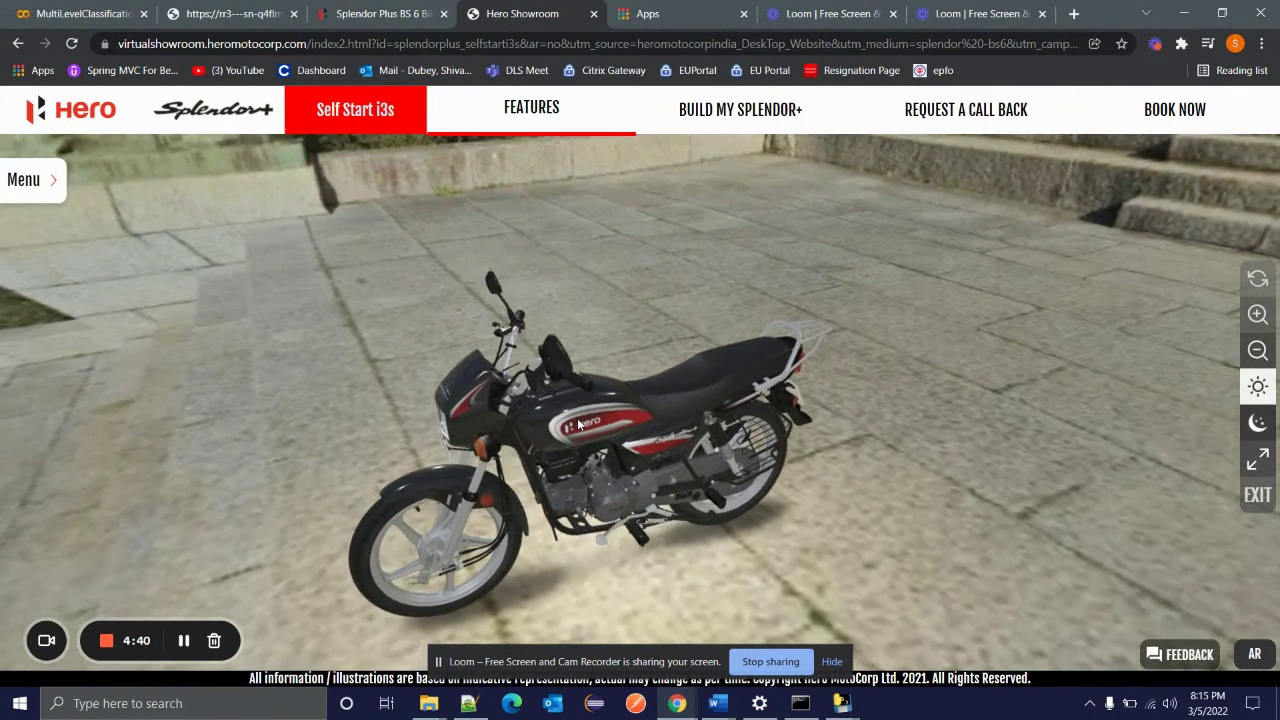 MultiLevelClassificatio
https://rr3---sn-q4flrn
Splendor Plus BS 6 Bi
Hero Showroom
Apps
Loom | Free Screen &
Loom | Free Screen &
virtualshowroom.heromotocorp.com/index2.html?id=splendorplus_selfstarti3s&at=no&utm_source=heromotocorpindia_DeskTop_Website&utm_medium=splendor%20-bs6&utm_camp...
Apps
Spring MVC For Be...
(3) YouTube
Dashboard
Mail - Dubey, Shiva...
DLS Meet
Citrix Gateway
EUPortal
EU Portal
Resignation Page
epfo
Reading list
Hero
Splendor+
Self Start i3s
FEATURES
BUILD MY SPLENDOR+
REQUEST A CALL BACK
BOOK NOW
Menu
Hero
EXIT
4:40
Loom – Free Screen and Cam Recorder is sharing your screen.
Stop sharing
Hide
FEEDBACK
AR
All information / illustrations are based on indicative representation, actual may change as per time. Copyright Hero MotoCorp Ltd. 2021. All Rights Reserved.
Type here to search
8:15 PM
3/5/2022